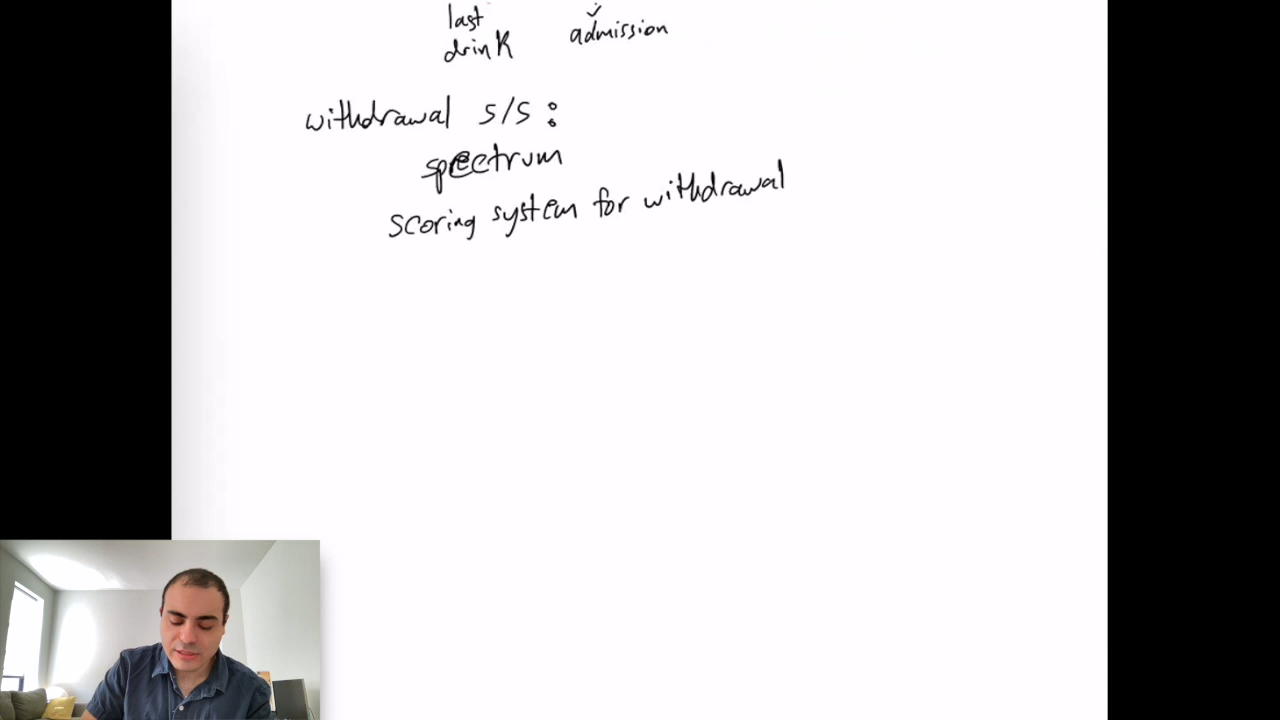 last
drink admission
withdrawal s/s:
spectrum
scoring system for withdrawal